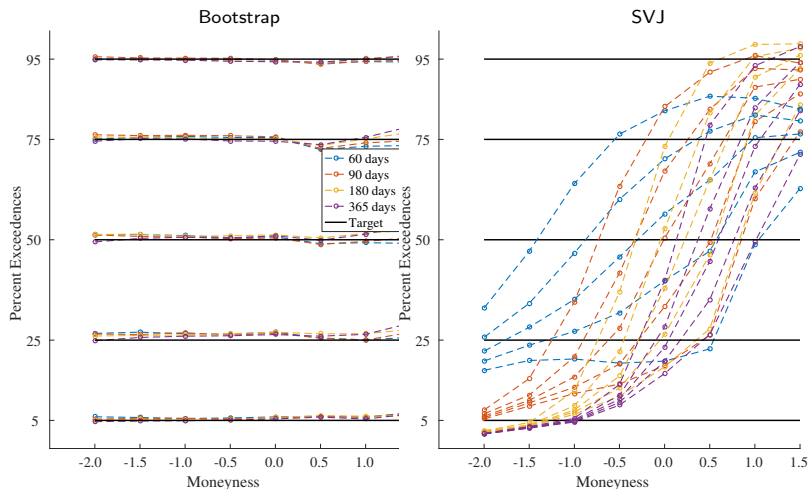 Bootstrap
Percent Exceedences
95
75
50
25
5
60 days
90 days
180 days
365 days
Target
-2.0 -1.5 -1.0 -0.5 0.0 0.5 1.0
Moneyness
SVJ
Percent Exceedences
95
75
50
25
5
-2.0 -1.5 -1.0 -0.5 0.0 0.5 1.0 1.5
Moneyness